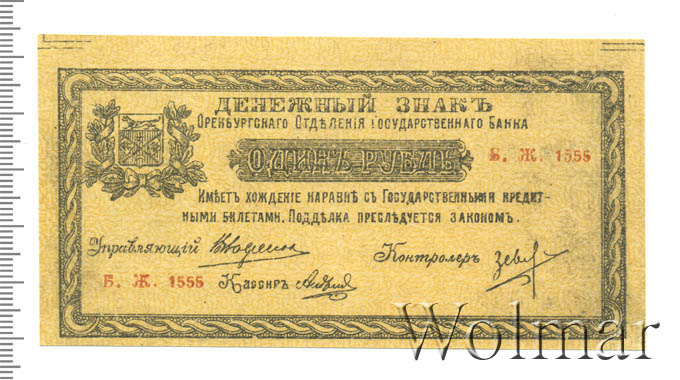 ДЕНЕЖНЫЙ ЗНАКЪ
ОРЕНБУРГСКАГО ОТДѢЛЕНІЯ ГОСУДАРСТВЕННАГО БАНКА
ОДИНЪ РУБЛЬ
Б. Ж. 1555
ИМѢЕТЪ ХОЖДЕНІЕ НАРАВНѢ СЪ ГОСУДАРСТВЕННЫМИ КРЕДИТ-
НЫМИ БИЛЕТАМИ. ПОДДѢЛКА ПРЕСЛѢДУЕТСЯ ЗАКОНОМЪ.
Управляющій
Контролеръ
Б. Ж. 1555
Кассиръ
Wolmar